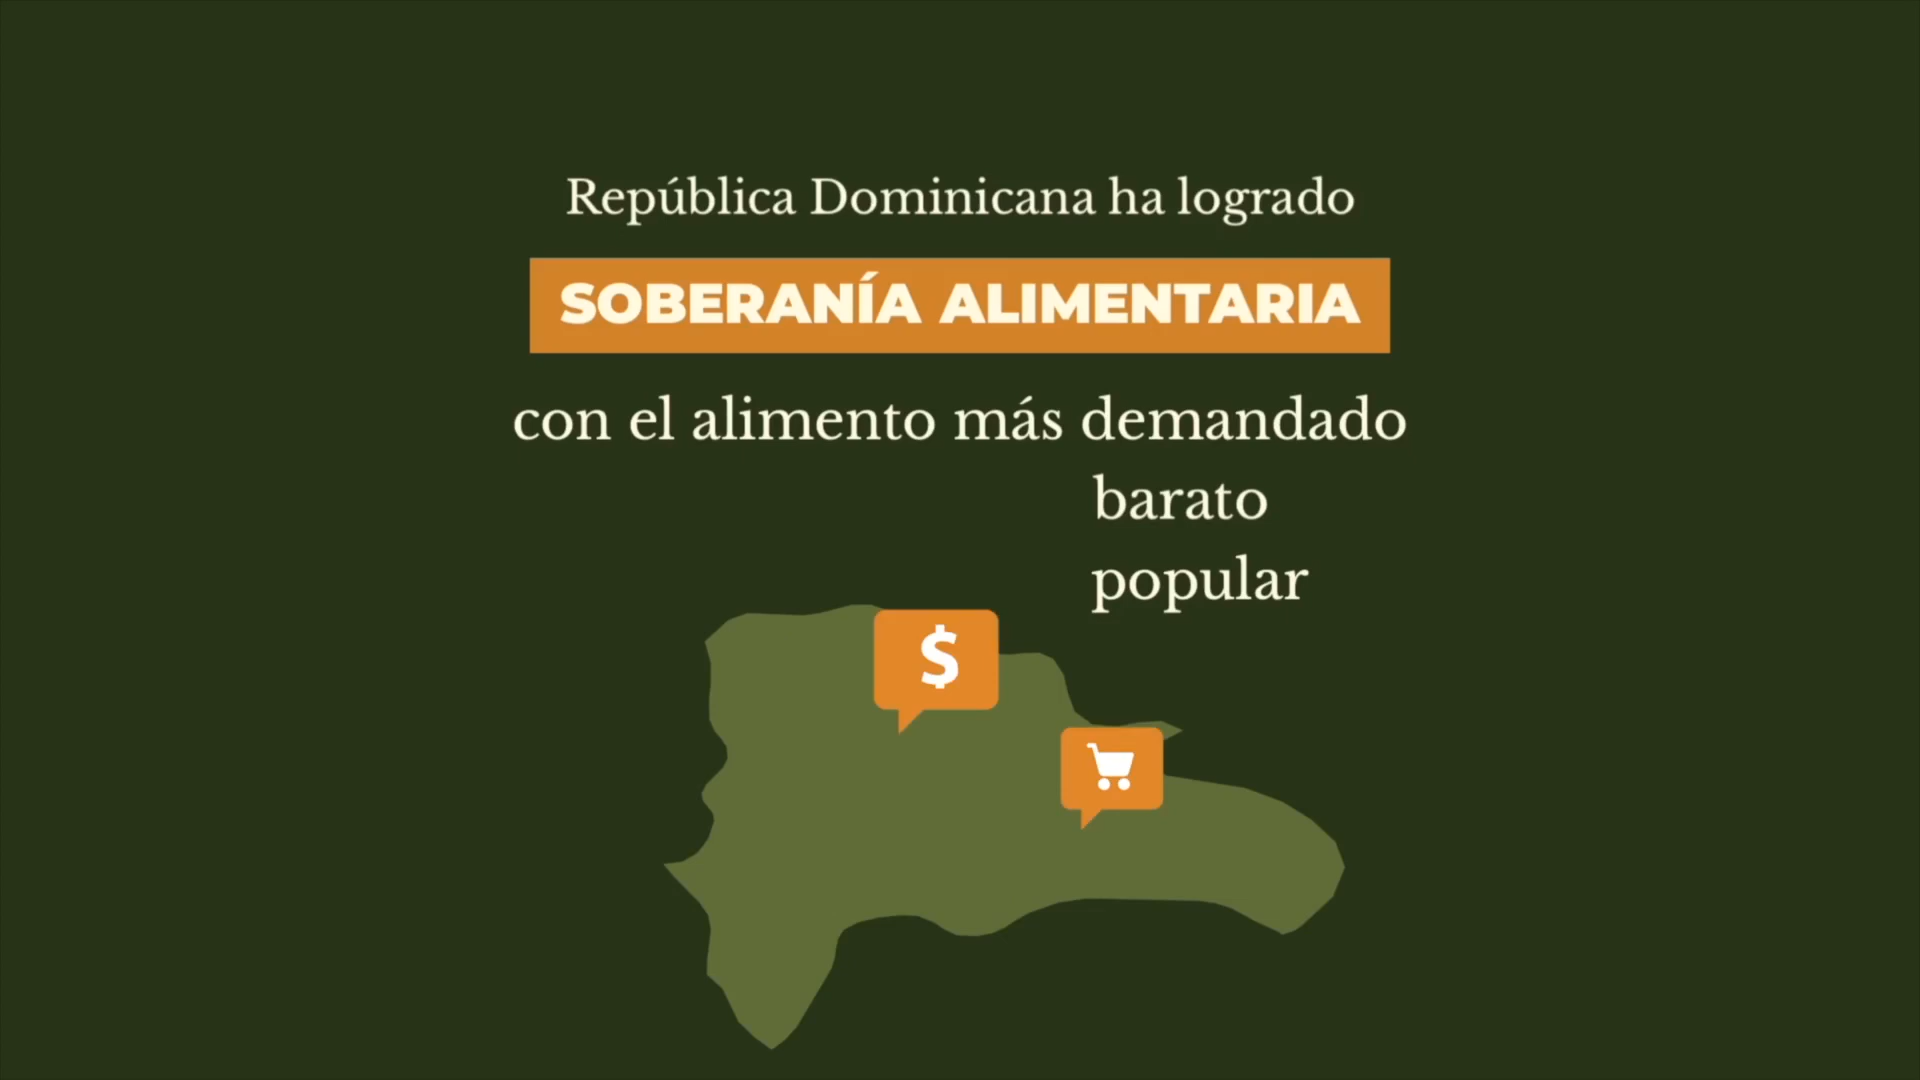 República Dominicana ha logrado
SOBERANÍA ALIMENTARIA
con el alimento más demandado
barato
popular
$